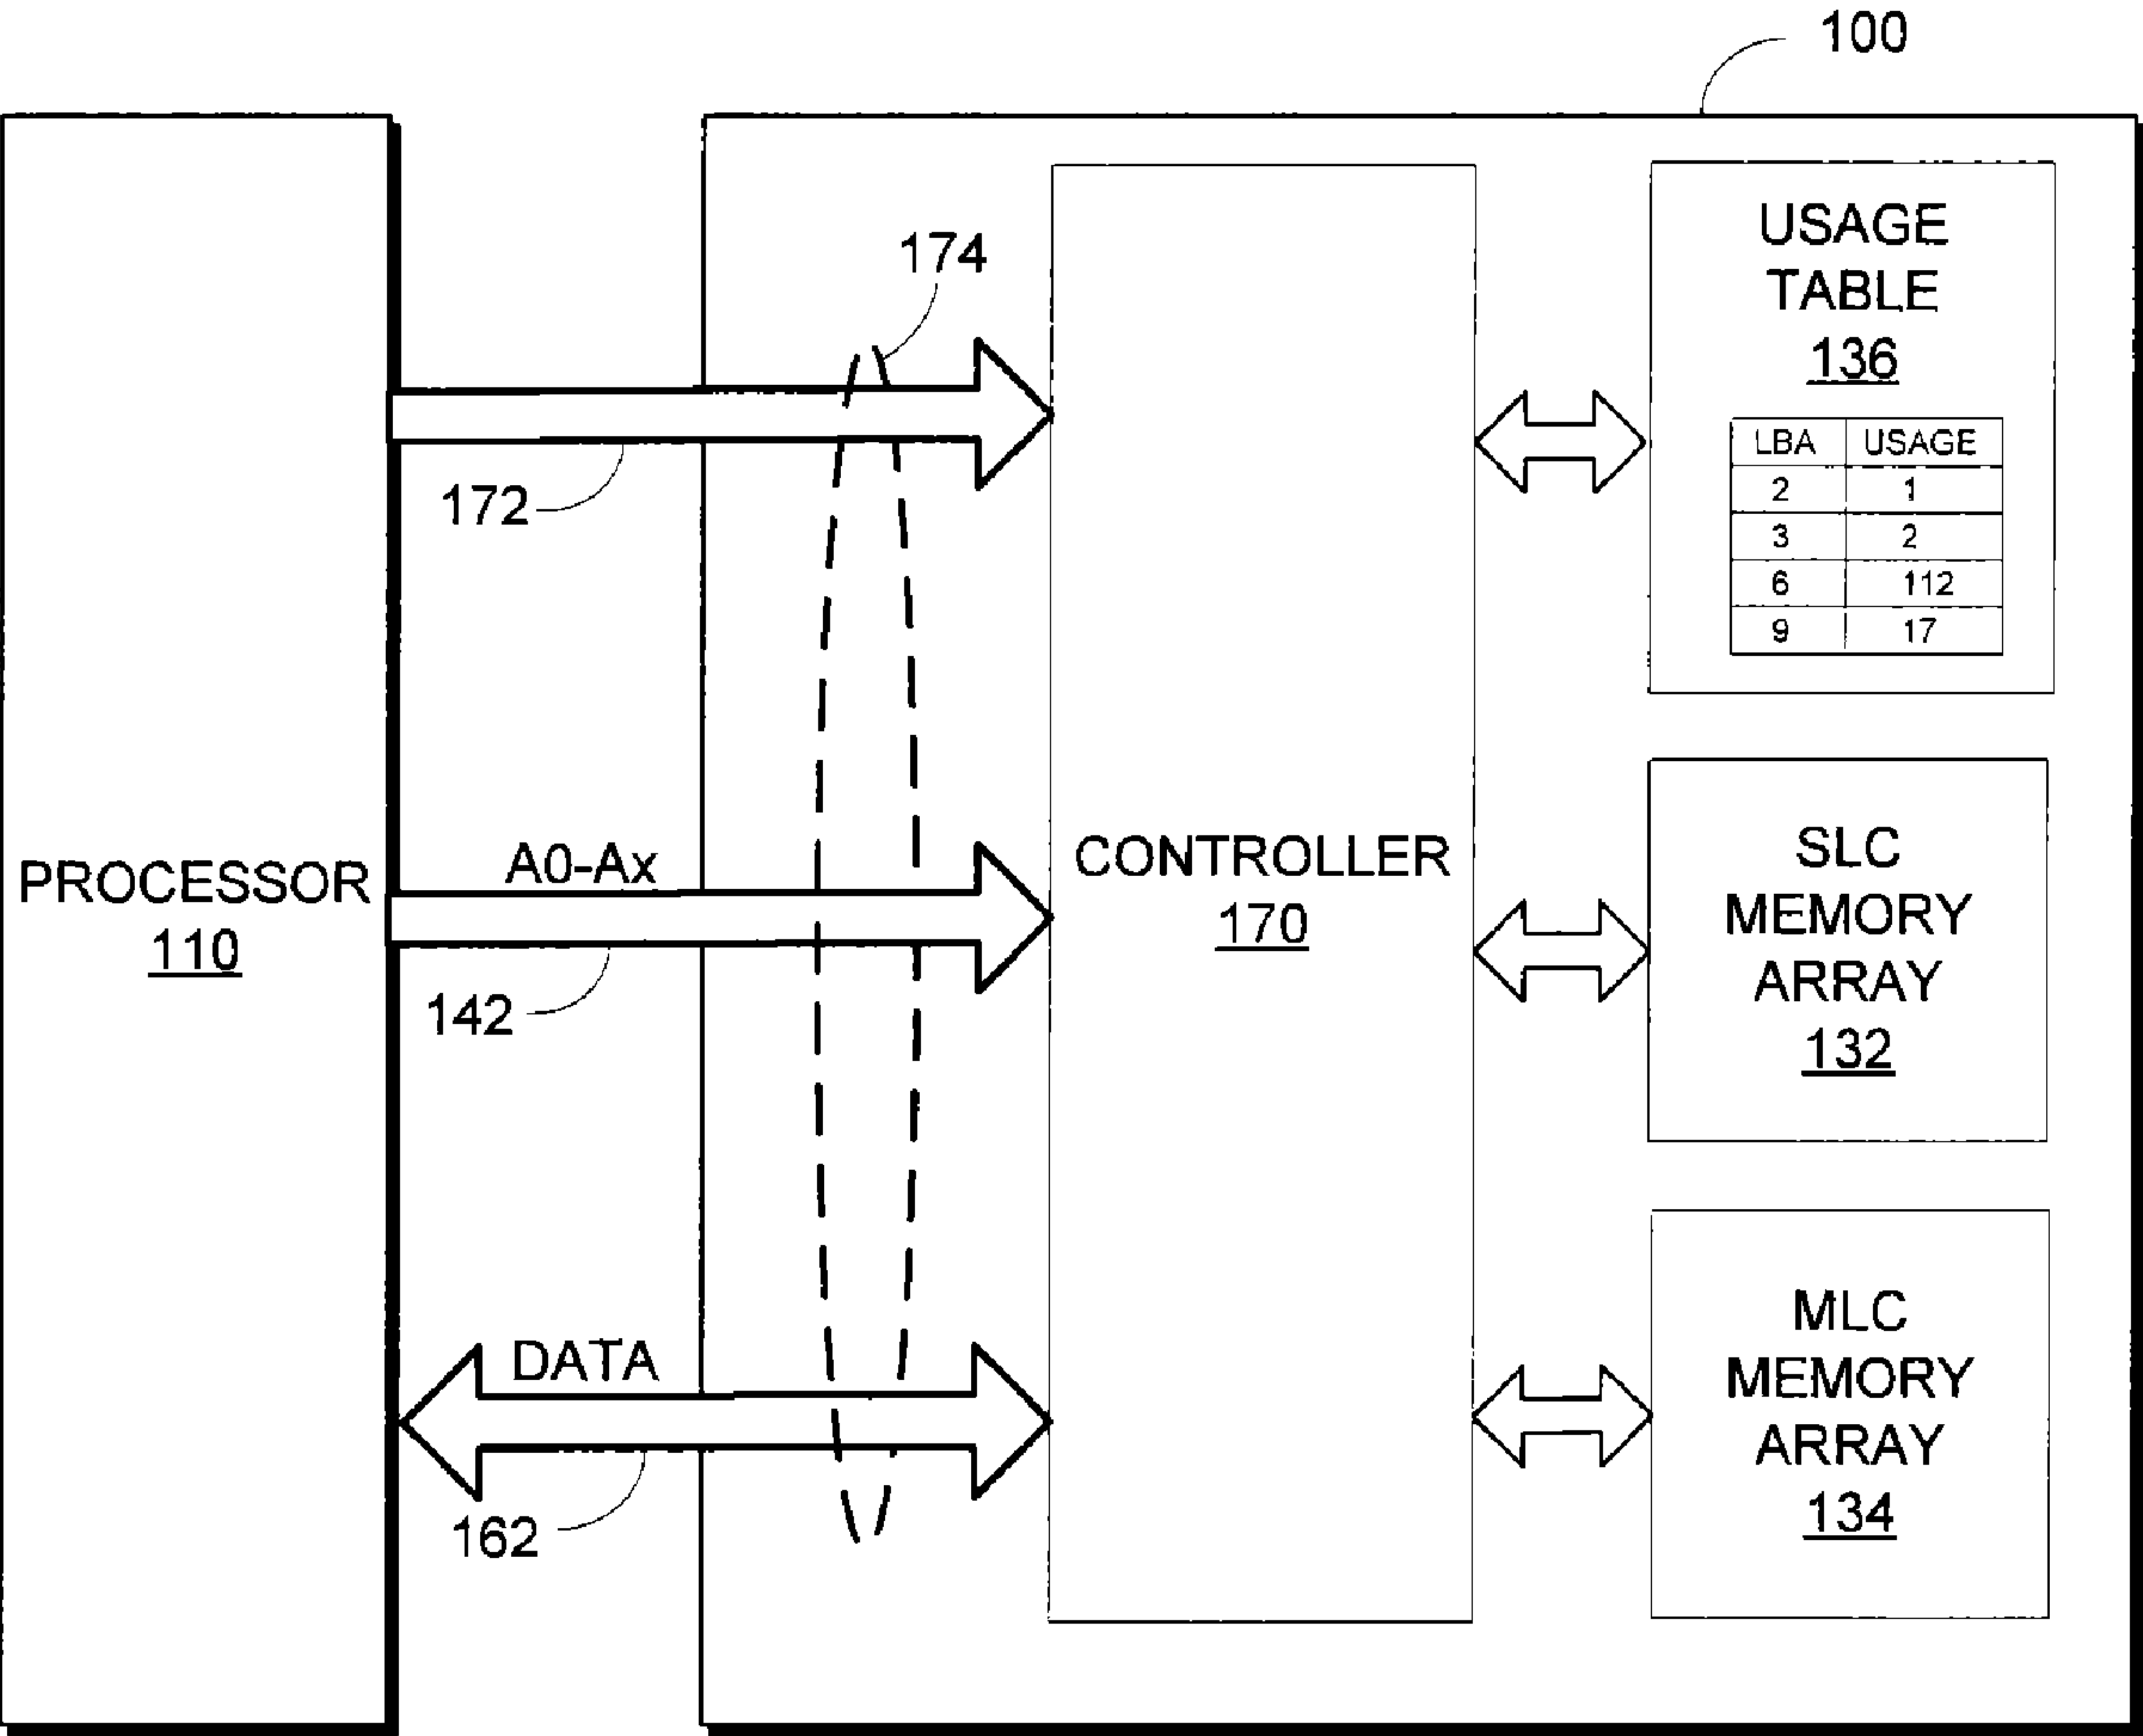 100
174
172
A0-Ax
142
DATA
162
PROCESSOR
110
CONTROLLER
170
USAGE
TABLE
136
LBA USAGE
2 1
3 2
6 112
9 17
SLC
MEMORY
ARRAY
132
MLC
MEMORY
ARRAY
134